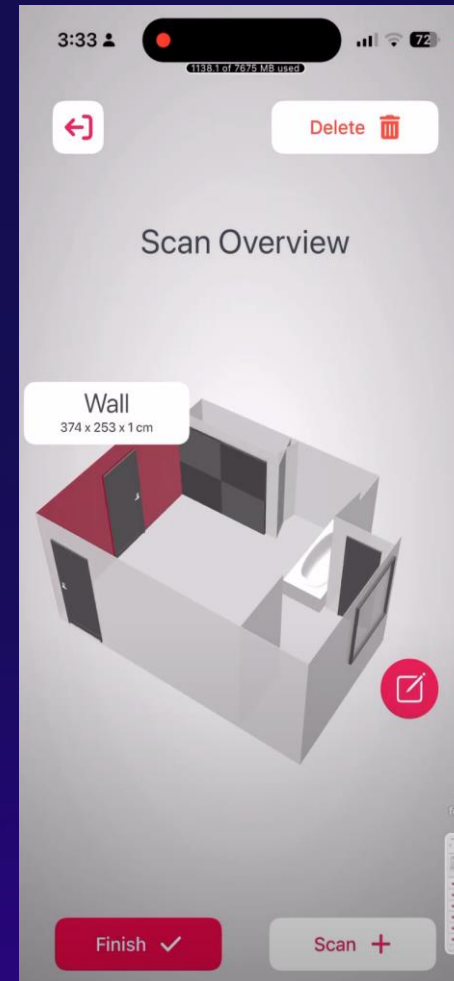 3:33
72
1138.1 of 7675 MB used
Delete
Scan Overview
Wall
374 x 253 x 1 cm
Finish
Scan +